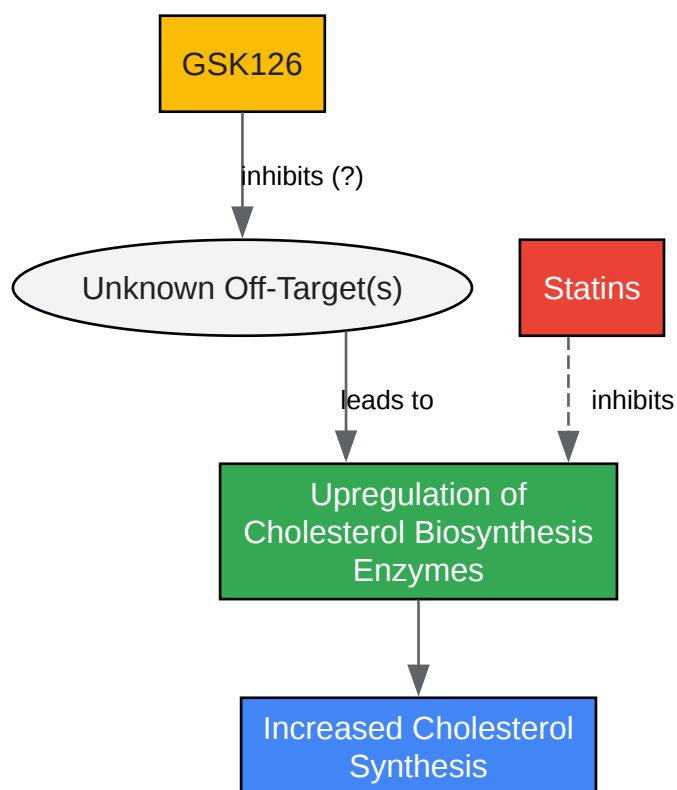 GSK126
inhibits (?)
Unknown Off-Target(s)
Statins
leads to
inhibits
Upregulation of
Cholesterol Biosynthesis
Enzymes
Increased Cholesterol
Synthesis